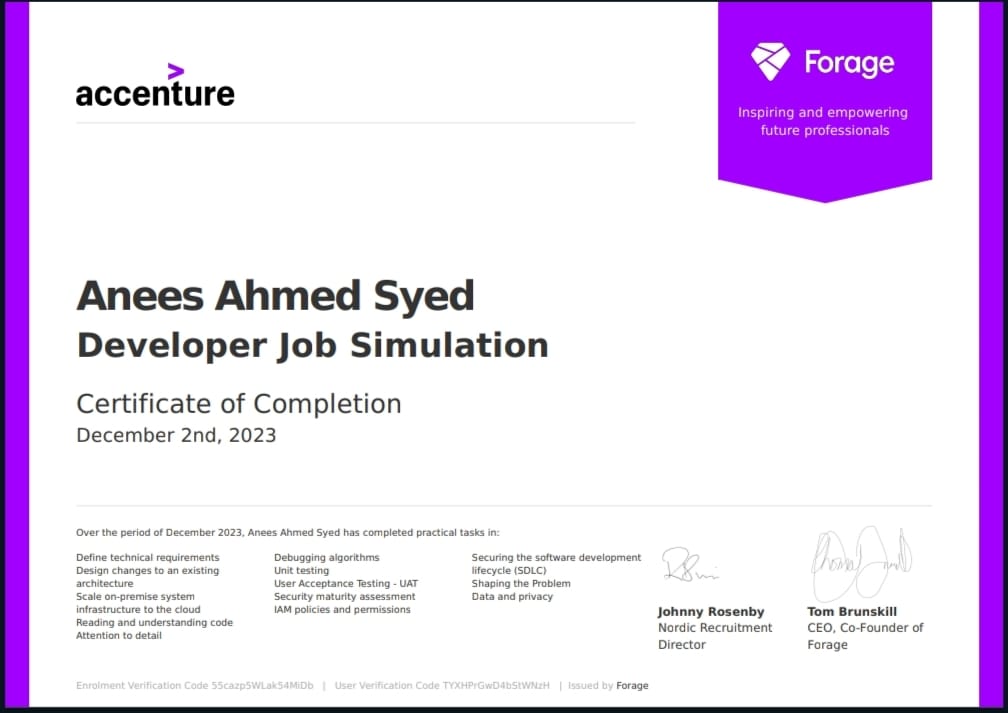 accenture
Forage
Inspiring and empowering
future professionals
Anees Ahmed Syed
Developer Job Simulation
Certificate of Completion
December 2nd, 2023
Over the period of December 2023, Anees Ahmed Syed has completed practical tasks in:
Define technical requirements
Design changes to an existing
architecture
Scale on-premise system
infrastructure to the cloud
Reading and understanding code
Attention to detail
Debugging algorithms
Unit testing
User Acceptance Testing - UAT
Security maturity assessment
IAM policies and permissions
Securing the software development
lifecycle (SDLC)
Shaping the Problem
Data and privacy
Johnny Rosenby
Nordic Recruitment
Director
Tom Brunskill
CEO, Co-Founder of
Forage
Enrolment Verification Code 55cazp5WLak54MiDb | User Verification Code TYXHPrGwD4bStWNzH | Issued by Forage